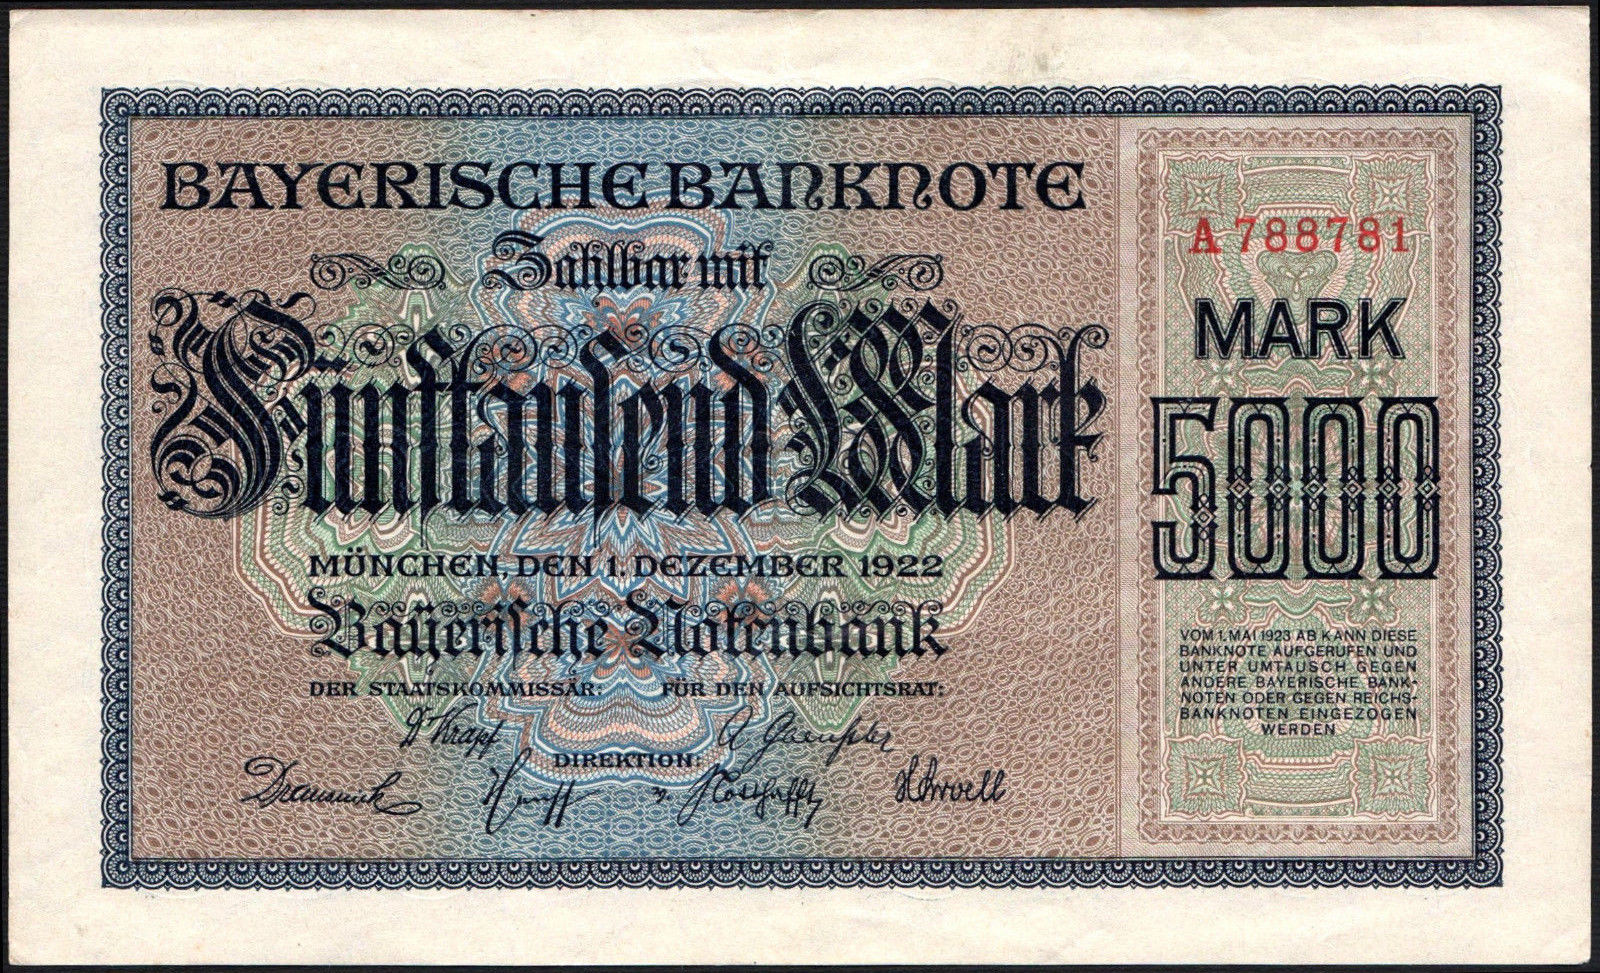 BAYERISCHE BANKNOTE
Zahlbar mit
Fünftausend Mark
MÜNCHEN, DEN 1. DEZEMBER 1922
Bayerische Notenbank
DER STAATSKOMMISSÄR: FÜR DEN AUFSICHTSRAT:
Dr Krapf
DIREKTION:
A 788781
MARK
5000
VOM 1. MAI 1923 AB KANN DIESE
BANKNOTE AUFGERUFEN UND
UNTER UMTAUSCH GEGEN
ANDERE BAYERISCHE BANK-
NOTEN ODER GEGEN REICHS-
BANKNOTEN EINGEZOGEN
WERDEN